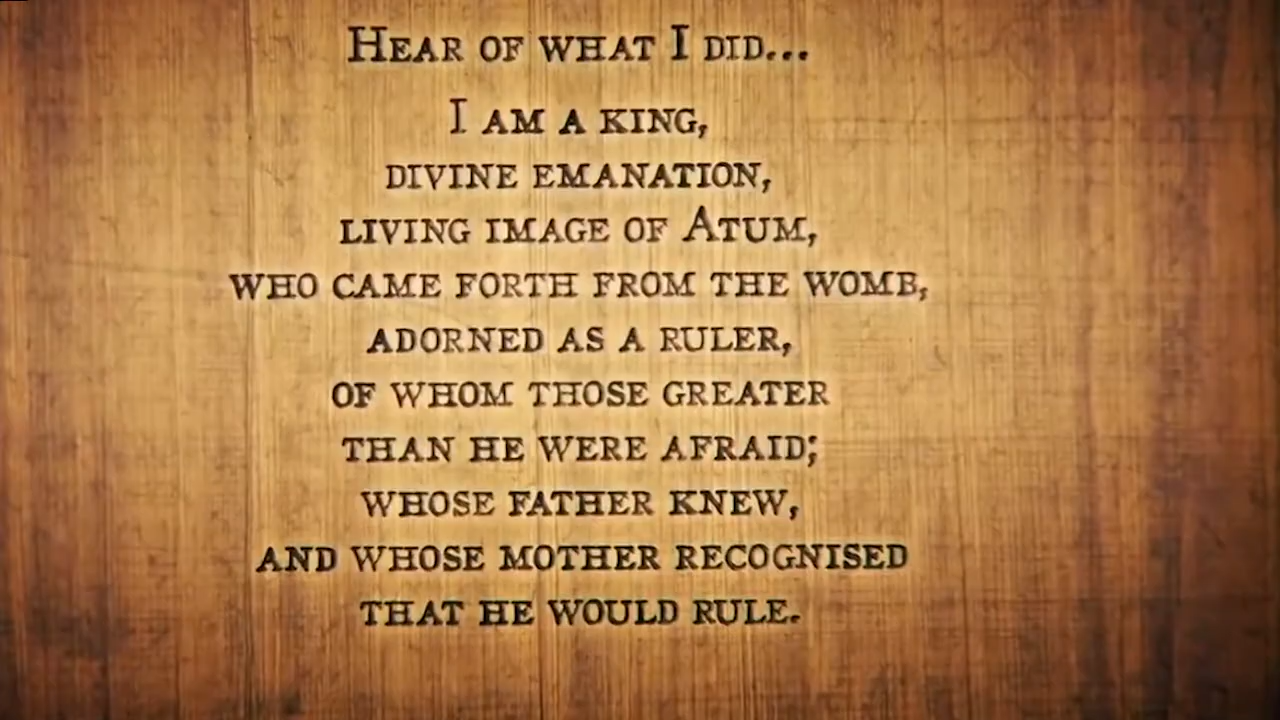 Hear of what I did...
I am a king,
divine emanation,
living image of Atum,
who came forth from the womb,
adorned as a ruler,
of whom those greater
than he were afraid;
whose father knew,
and whose mother recognised
that he would rule.